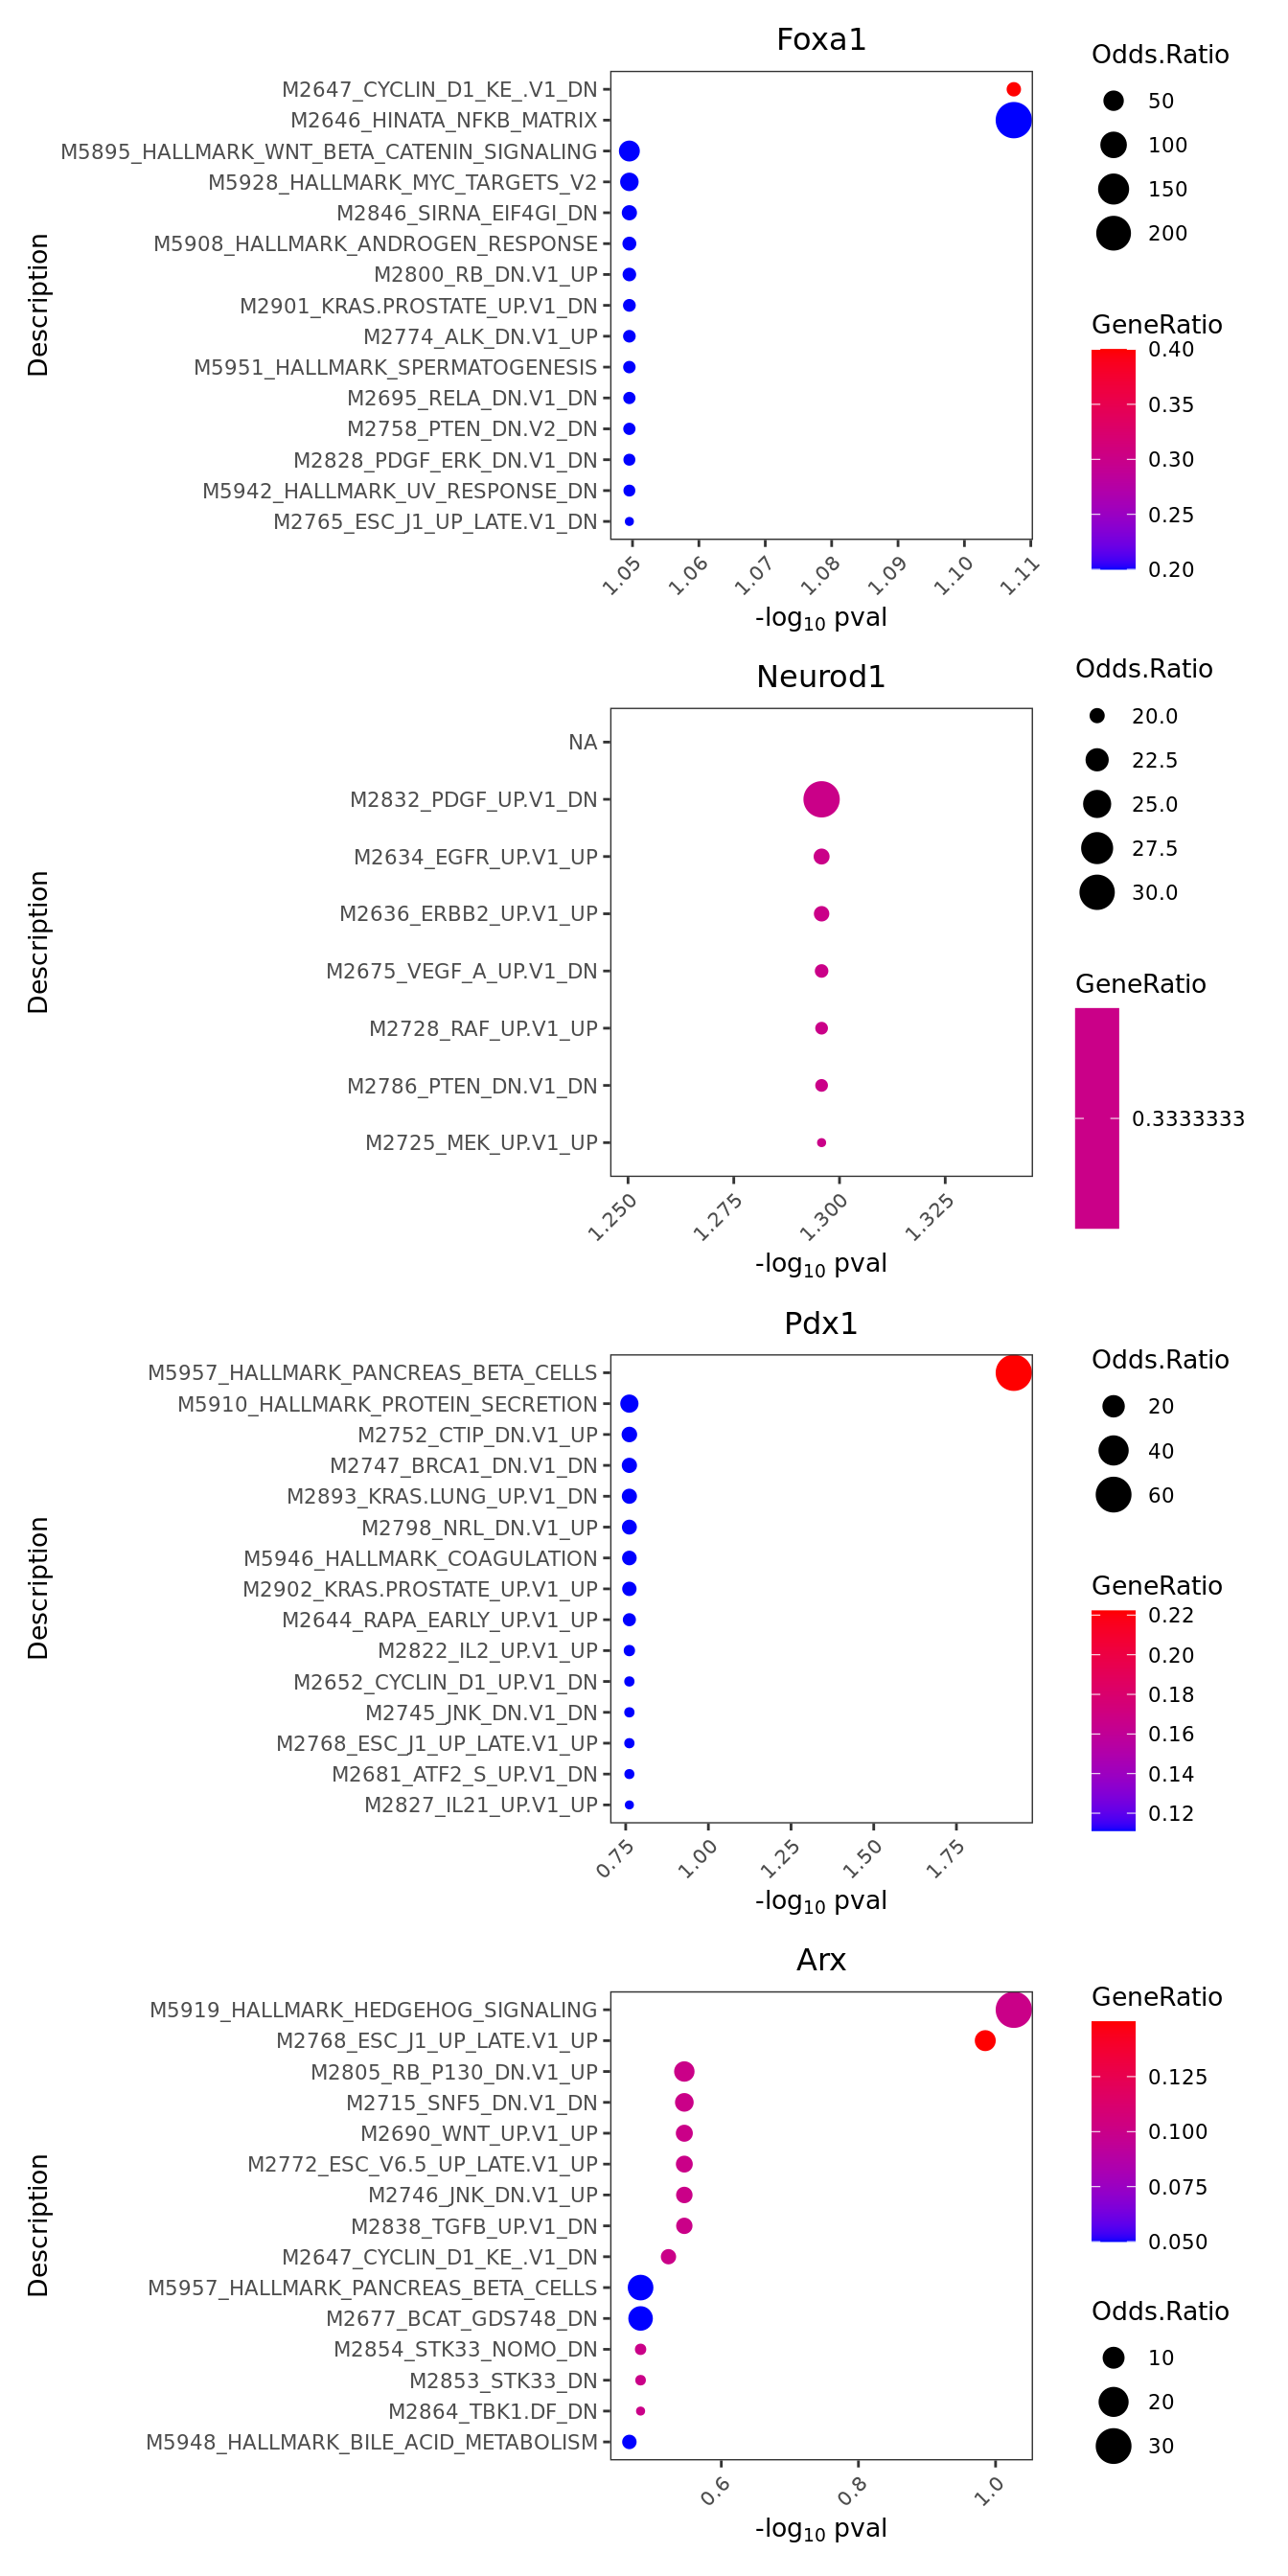 Foxa1
Description
M2647_CYCLIN_D1_KE_.V1_DN
M2646_HINATA_NFKB_MATRIX
M5895_HALLMARK_WNT_BETA_CATENIN_SIGNALING
M5928_HALLMARK_MYC_TARGETS_V2
M2846_SIRNA_EIF4GI_DN
M5908_HALLMARK_ANDROGEN_RESPONSE
M2800_RB_DN.V1_UP
M2901_KRAS.PROSTATE_UP.V1_DN
M2774_ALK_DN.V1_UP
M5951_HALLMARK_SPERMATOGENESIS
M2695_RELA_DN.V1_DN
M2758_PTEN_DN.V2_DN
M2828_PDGF_ERK_DN.V1_DN
M5942_HALLMARK_UV_RESPONSE_DN
M2765_ESC_J1_UP_LATE.V1_DN
1.05 1.06 1.07 1.08 1.09 1.10 1.11
-log10 pval
Odds.Ratio
50
100
150
200
GeneRatio
0.40
0.35
0.30
0.25
0.20
Neurod1
Description
NA
M2832_PDGF_UP.V1_DN
M2634_EGFR_UP.V1_UP
M2636_ERBB2_UP.V1_UP
M2675_VEGF_A_UP.V1_DN
M2728_RAF_UP.V1_UP
M2786_PTEN_DN.V1_DN
M2725_MEK_UP.V1_UP
1.250 1.275 1.300 1.325
-log10 pval
Odds.Ratio
20.0
22.5
25.0
27.5
30.0
GeneRatio
0.3333333
Pdx1
Description
M5957_HALLMARK_PANCREAS_BETA_CELLS
M5910_HALLMARK_PROTEIN_SECRETION
M2752_CTIP_DN.V1_UP
M2747_BRCA1_DN.V1_DN
M2893_KRAS.LUNG_UP.V1_DN
M2798_NRL_DN.V1_UP
M5946_HALLMARK_COAGULATION
M2902_KRAS.PROSTATE_UP.V1_UP
M2644_RAPA_EARLY_UP.V1_UP
M2822_IL2_UP.V1_UP
M2652_CYCLIN_D1_UP.V1_DN
M2745_JNK_DN.V1_DN
M2768_ESC_J1_UP_LATE.V1_UP
M2681_ATF2_S_UP.V1_DN
M2827_IL21_UP.V1_UP
0.75 1.00 1.25 1.50 1.75
-log10 pval
Odds.Ratio
20
40
60
GeneRatio
0.22
0.20
0.18
0.16
0.14
0.12
Arx
Description
M5919_HALLMARK_HEDGEHOG_SIGNALING
M2768_ESC_J1_UP_LATE.V1_UP
M2805_RB_P130_DN.V1_UP
M2715_SNF5_DN.V1_DN
M2690_WNT_UP.V1_UP
M2772_ESC_V6.5_UP_LATE.V1_UP
M2746_JNK_DN.V1_UP
M2838_TGFB_UP.V1_DN
M2647_CYCLIN_D1_KE_.V1_DN
M5957_HALLMARK_PANCREAS_BETA_CELLS
M2677_BCAT_GDS748_DN
M2854_STK33_NOMO_DN
M2853_STK33_DN
M2864_TBK1.DF_DN
M5948_HALLMARK_BILE_ACID_METABOLISM
0.6 0.8 1.0
-log10 pval
GeneRatio
0.125
0.100
0.075
0.050
Odds.Ratio
10
20
30